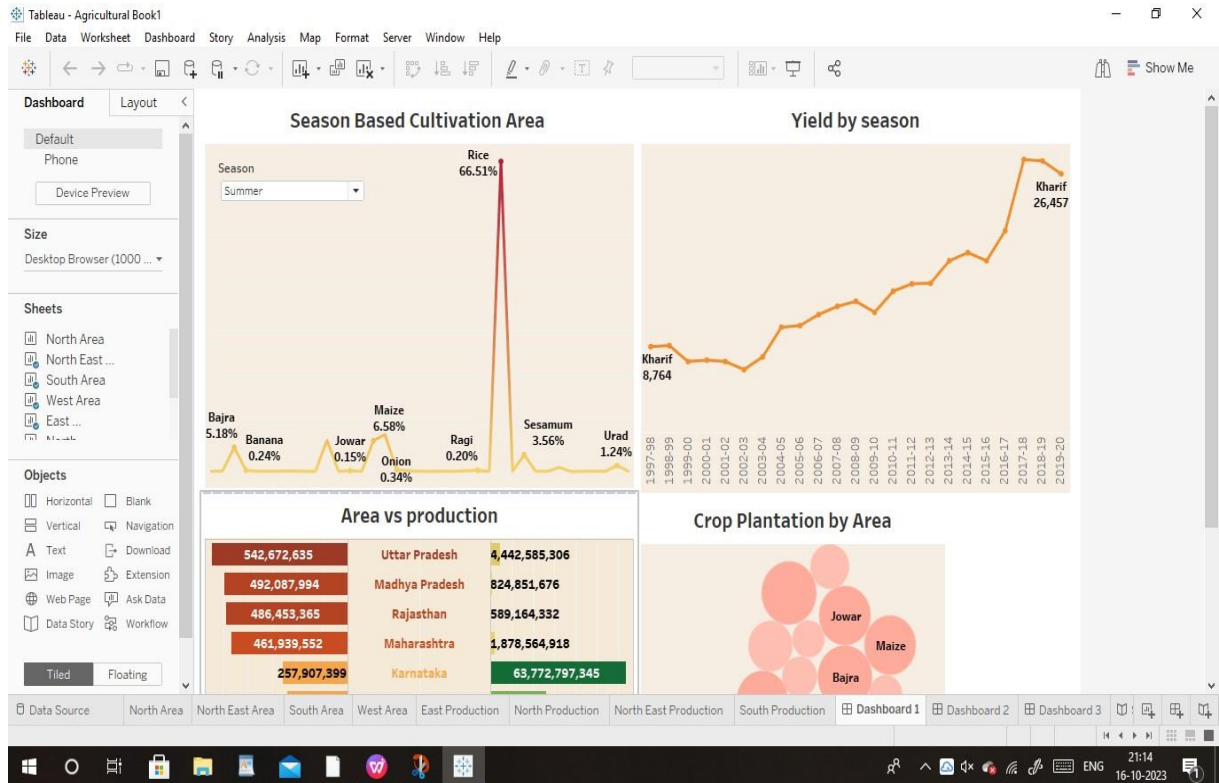 Tableau - Agricultural Book1
File Data Worksheet Dashboard Story Analysis Map Format Server Window Help
Show Me
Dashboard Layout
Default
Phone
Device Preview
Size
Desktop Browser (1000 ...
Sheets
North Area
North East ...
South Area
West Area
East ...
North
Objects
Horizontal Blank
Vertical Navigation
A Text Download
Image Extension
Web Page Ask Data
Data Story Workflow
Tiled Floating
Season Based Cultivation Area
Season
Summer
Rice
66.51%
Bajra
5.18%
Banana
0.24%
Jowar
0.15%
Maize
6.58%
Onion
0.34%
Ragi
0.20%
Sesamum
3.56%
Urad
1.24%
Yield by season
Kharif
26,457
Kharif
8,764
1997-98
1998-99
1999-00
2000-01
2001-02
2002-03
2003-04
2004-05
2005-06
2006-07
2007-08
2008-09
2009-10
2010-11
2011-12
2012-13
2013-14
2014-15
2015-16
2016-17
2017-18
2018-19
2019-20
Area vs production
542,672,635 Uttar Pradesh 4,442,585,306
492,087,994 Madhya Pradesh 824,851,676
486,453,365 Rajasthan 589,164,332
461,939,552 Maharashtra 1,878,564,918
257,907,399 Karnataka 63,772,797,345
Crop Plantation by Area
Jowar
Maize
Bajra
Data Source North Area North East Area South Area West Area East Production North Production North East Production South Production Dashboard 1 Dashboard 2 Dashboard 3
ENG
21:14
16-10-2023
1